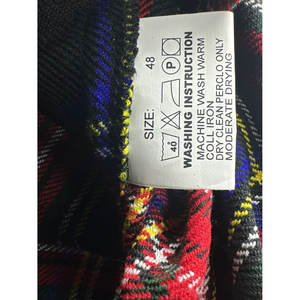 SIZE: 48
40
P
WASHING INSTRUCTION
MACHINE WASH WARM
COLL IRON
DRY CLEAN PERCLO ONLY
MODERATE DRYING